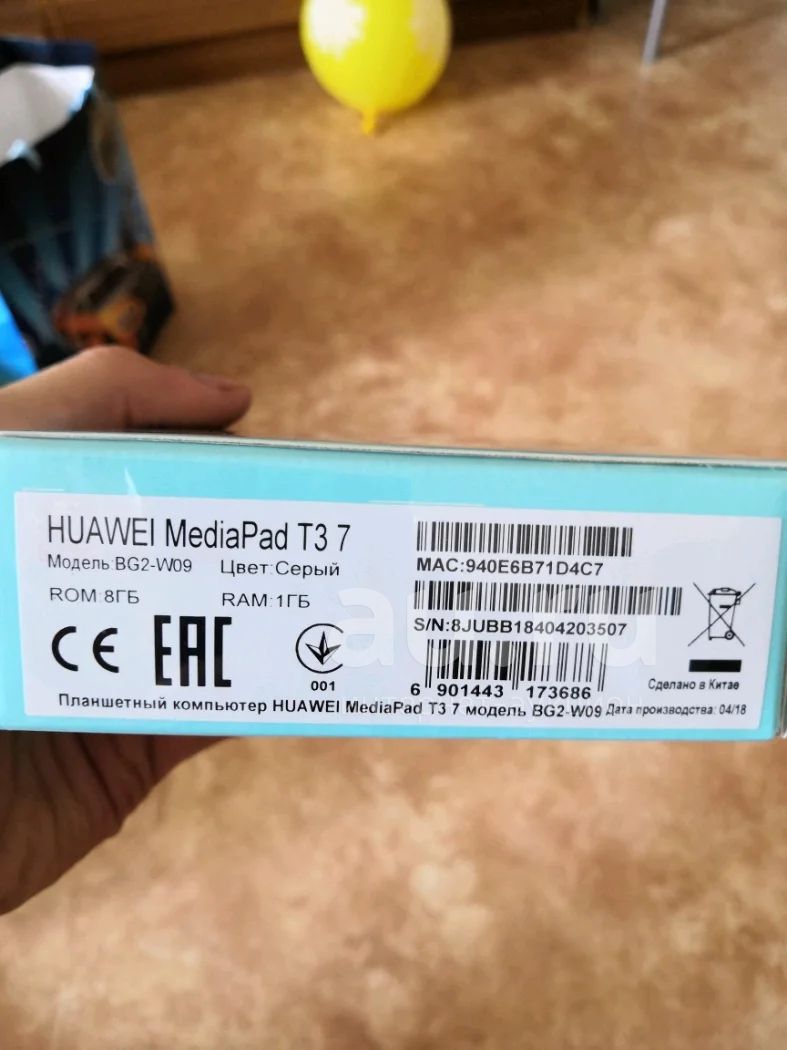 HUAWEI MediaPad T3 7
Модель:BG2-W09 Цвет:Серый
ROM:8ГБ RAM:1ГБ
CE EAC
001
MAC:940E6B71D4C7
S/N:8JUBB18404203507
6 901443 173686
Сделано в Китае
Планшетный компьютер HUAWEI MediaPad T3 7 модель BG2-W09 Дата производства: 04/18